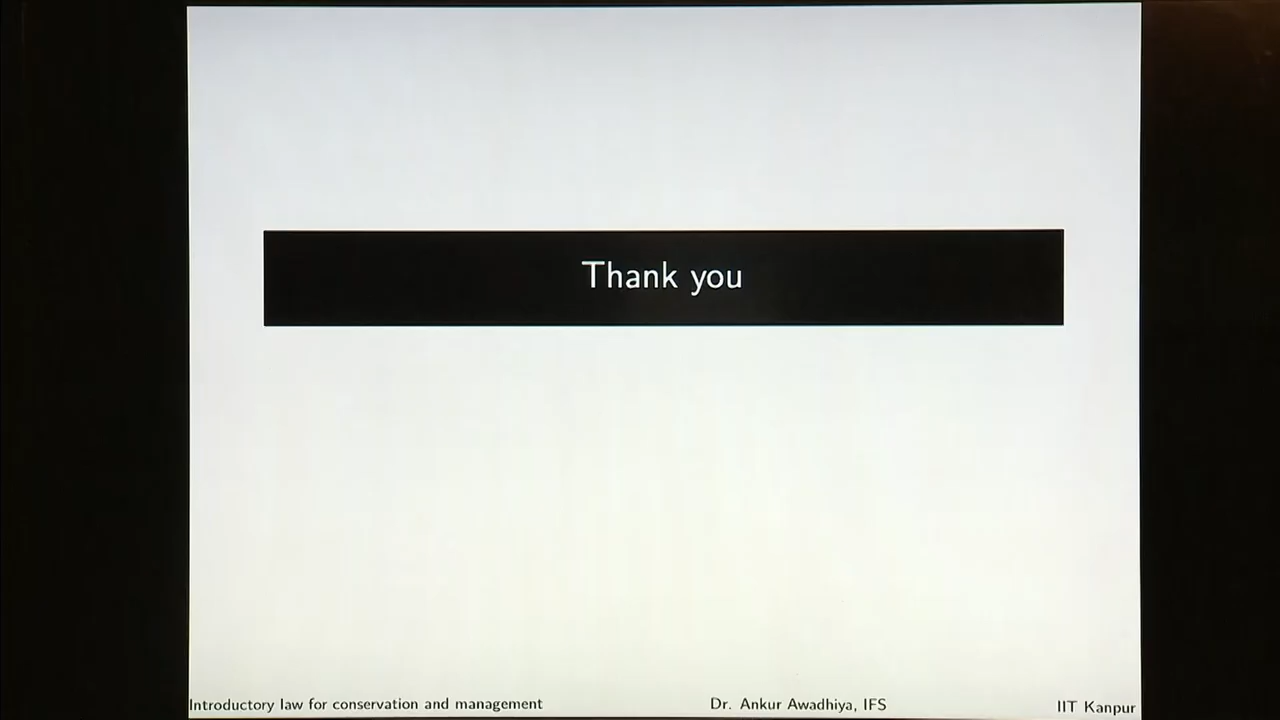 Thank you
Introductory law for conservation and management Dr. Ankur Awadhiya, IFS IIT Kanpur